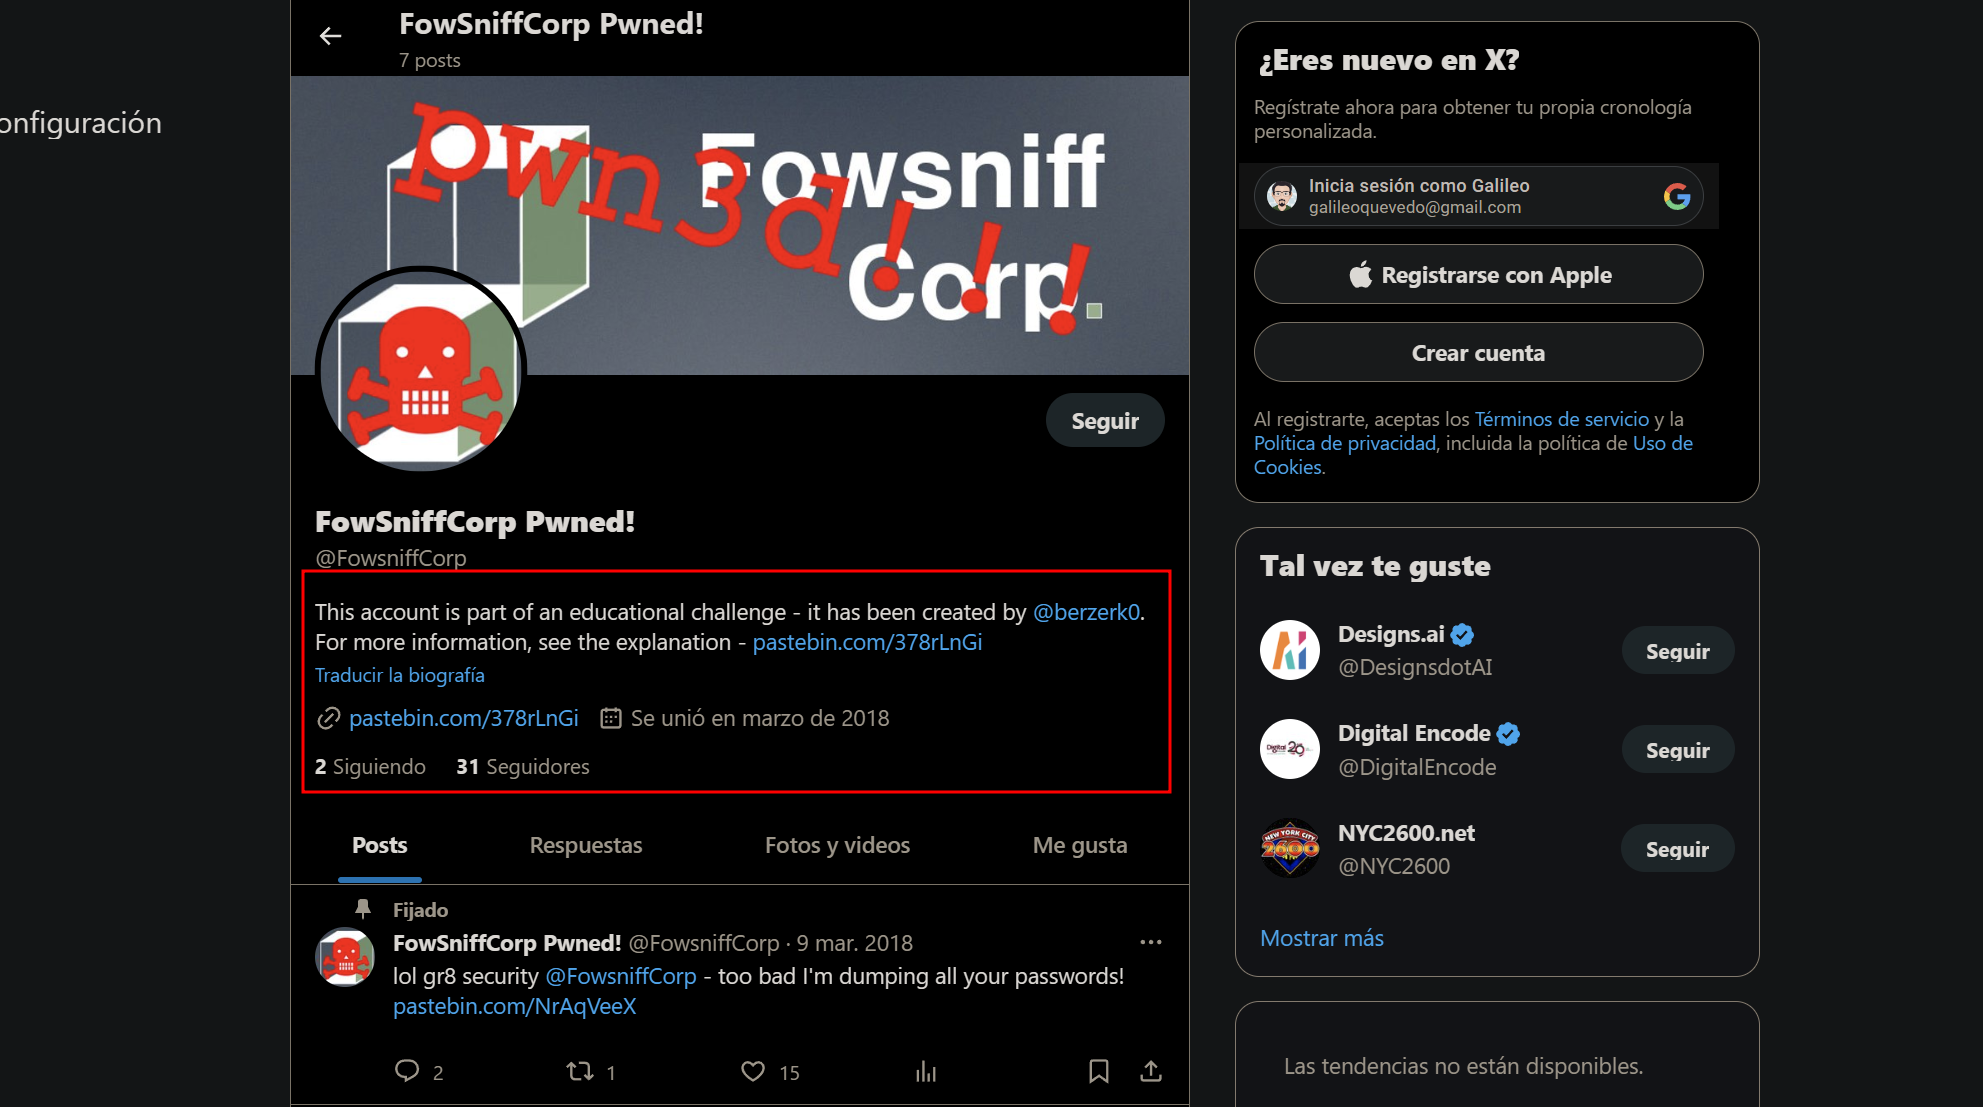 onfiguración
FowSniffCorp Pwned!
7 posts
pwn3d!!!
Fowsniff
Corp.
Seguir
FowSniffCorp Pwned!
@FowsniffCorp
This account is part of an educational challenge - it has been created by @berzerk0.
For more information, see the explanation - pastebin.com/378rLnGi
Traducir la biografía
pastebin.com/378rLnGi Se unió en marzo de 2018
2 Siguiendo 31 Seguidores
Posts Respuestas Fotos y videos Me gusta
Fijado
FowSniffCorp Pwned! @FowsniffCorp · 9 mar. 2018
lol gr8 security @FowsniffCorp - too bad I'm dumping all your passwords!
pastebin.com/NrAqVeeX
2 1 15
¿Eres nuevo en X?
Regístrate ahora para obtener tu propia cronología
personalizada.
Inicia sesión como Galileo
galileoquevedo@gmail.com
Registrarse con Apple
Crear cuenta
Al registrarte, aceptas los Términos de servicio y la
Política de privacidad, incluida la política de Uso de
Cookies.
Tal vez te guste
Designs.ai
@DesignsdotAI
Seguir
Digital 20
Digital Encode
@DigitalEncode
Seguir
NEW YORK CITY
2600
NYC2600.net
@NYC2600
Seguir
Mostrar más
Las tendencias no están disponibles.